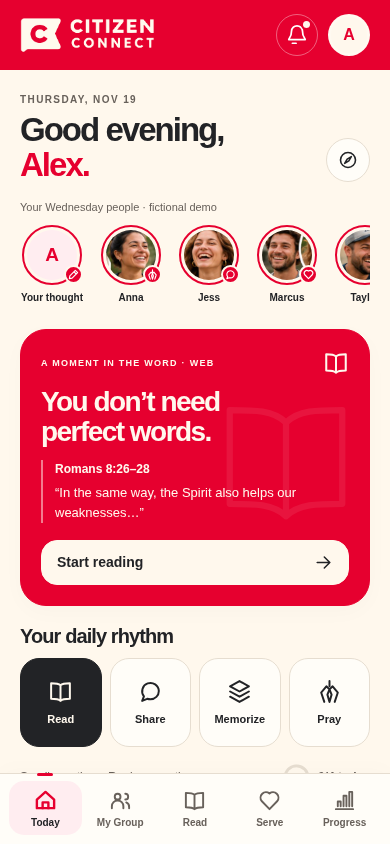 CITIZEN
CONNECT
A
THURSDAY, NOV 19
Good evening,
Alex.
Your Wednesday people · fictional demo
A
Your thought
Anna
Jess
Marcus
Tayl
A MOMENT IN THE WORD · WEB
You don’t need
perfect words.
Romans 8:26–28
“In the same way, the Spirit also helps our
weaknesses…”
Start reading
Your daily rhythm
Read
Share
Memorize
Pray
Today
My Group
Read
Serve
Progress